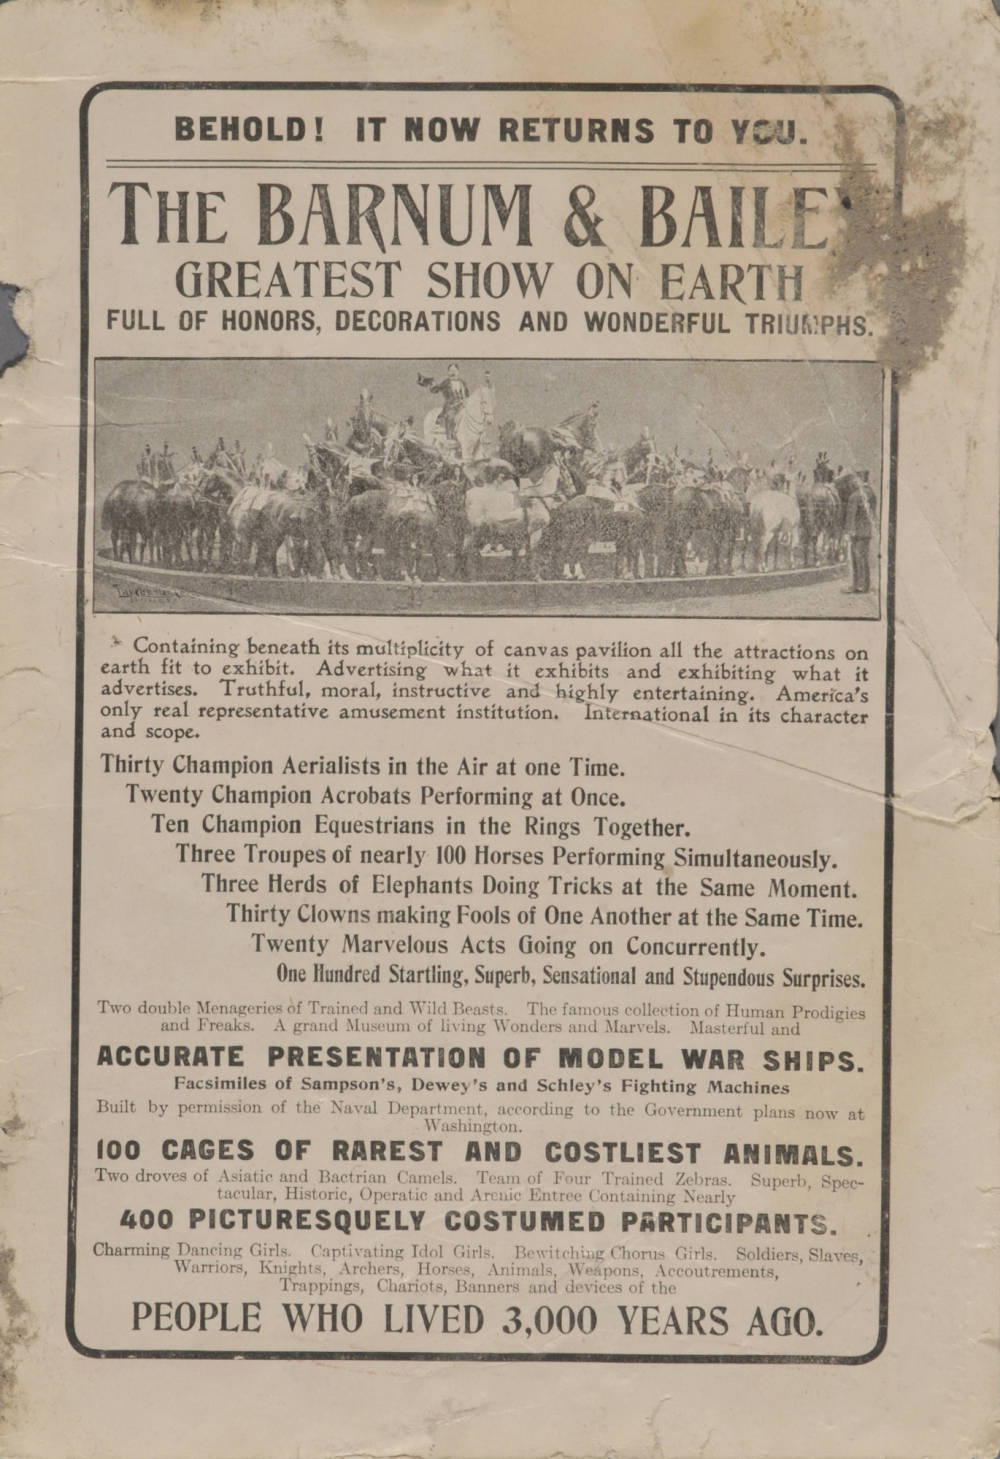 BEHOLD! IT NOW RETURNS TO YOU.
THE BARNUM & BAILEY
GREATEST SHOW ON EARTH
FULL OF HONORS, DECORATIONS AND WONDERFUL TRIUMPHS.
Containing beneath its multiplicity of canvas pavilion all the attractions on
earth fit to exhibit. Advertising what it exhibits and exhibiting what it
advertises. Truthful, moral, instructive and highly entertaining. America's
only real representative amusement institution. International in its character
and scope.
Thirty Champion Aerialists in the Air at one Time.
Twenty Champion Acrobats Performing at Once.
Ten Champion Equestrians in the Rings Together.
Three Troupes of nearly 100 Horses Performing Simultaneously.
Three Herds of Elephants Doing Tricks at the Same Moment.
Thirty Clowns making Fools of One Another at the Same Time.
Twenty Marvelous Acts Going on Concurrently.
One Hundred Startling, Superb, Sensational and Stupendous Surprises.
Two double Menageries of Trained and Wild Beasts. The famous collection of Human Prodigies
and Freaks. A grand Museum of living Wonders and Marvels. Masterful and
ACCURATE PRESENTATION OF MODEL WAR SHIPS.
Facsimiles of Sampson's, Dewey's and Schley's Fighting Machines
Built by permission of the Naval Department, according to the Government plans now at
Washington.
100 CAGES OF RAREST AND COSTLIEST ANIMALS.
Two droves of Asiatic and Bactrian Camels. Team of Four Trained Zebras. Superb, Spec-
tacular, Historic, Operatic and Arenic Entree Containing Nearly
400 PICTURESQUELY COSTUMED PARTICIPANTS.
Charming Dancing Girls. Captivating Idol Girls. Bewitching Chorus Girls. Soldiers, Slaves,
Warriors, Knights, Archers, Horses, Animals, Weapons, Accoutrements,
Trappings, Chariots, Banners and devices of the
PEOPLE WHO LIVED 3,000 YEARS AGO.